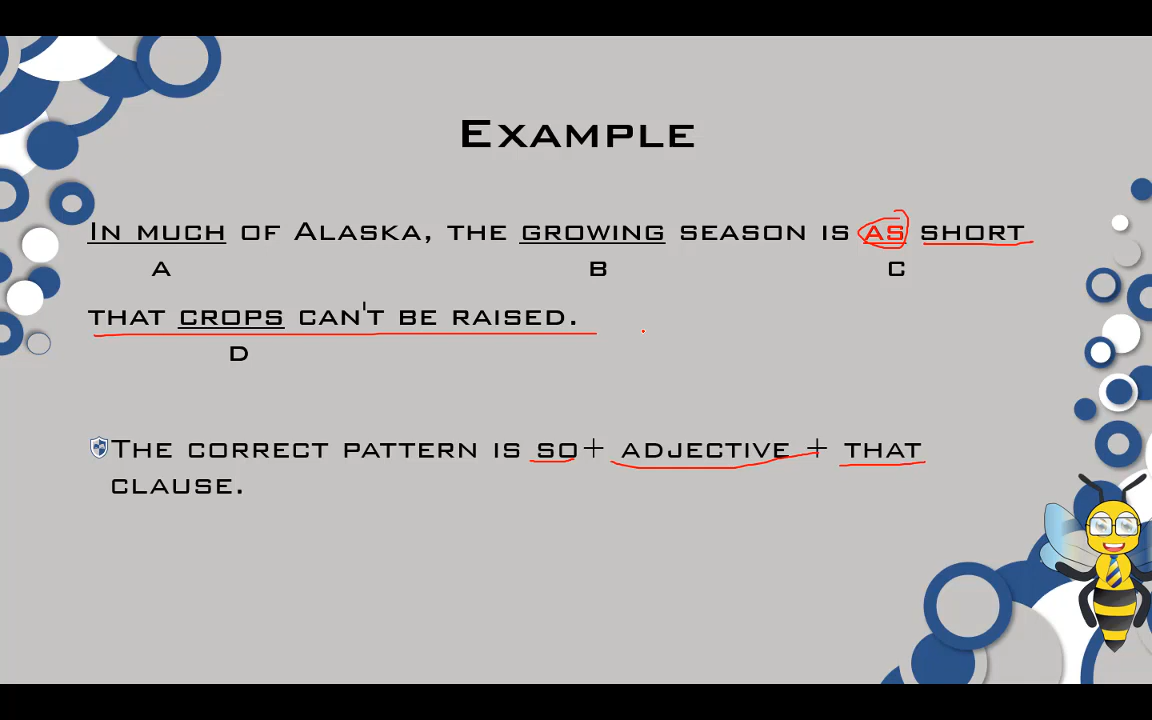 Example
In much of Alaska, the growing season is as short
A B C
that crops can't be raised.
D
The correct pattern is so+ adjective + that
clause.